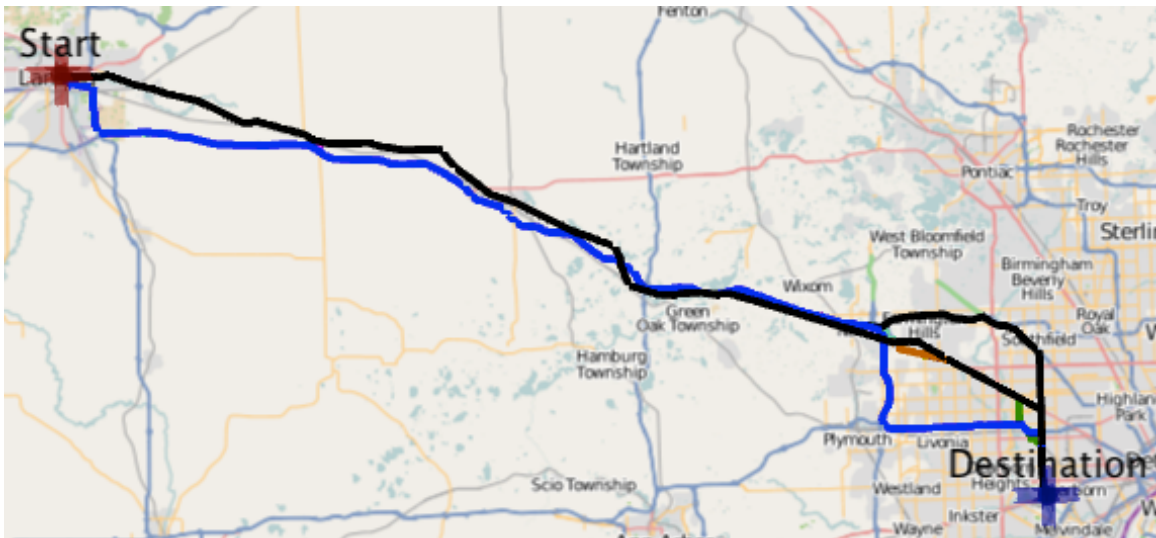 Fenton
Start
Rochester
Rochester
Hills
Hartland
Township
Pontiac
Troy
West Bloomfield
Township
Sterlin
Birmingham
Beverly
Hills
Wixom
Green
Oak Township
Hills
Royal
Oak
Southfield
Hamburg
Township
Highlan
Park
Plymouth
Livonia
Destination
Scio Township
Westland
Heights
Inkster
Wayne
Melvindale